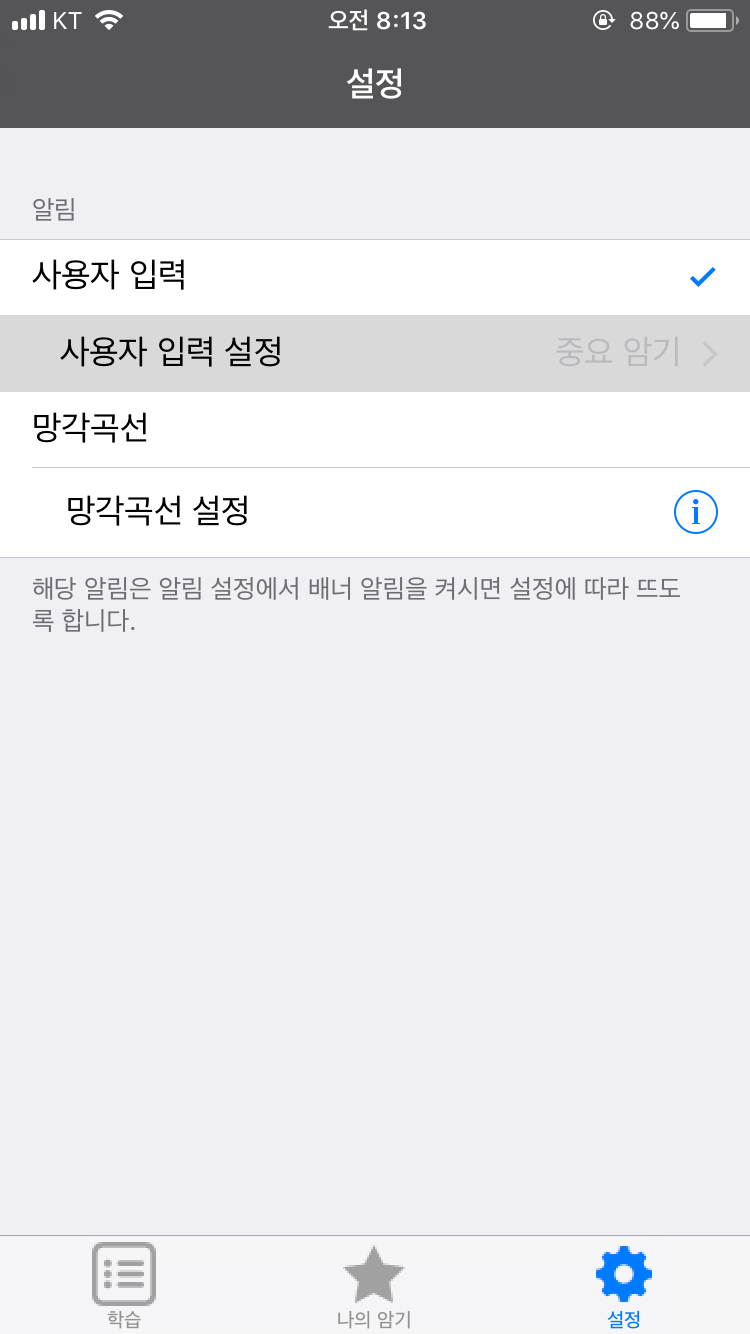 KT 오전 8:13 88%
설정
알림
사용자 입력
사용자 입력 설정 중요 암기
망각곡선
망각곡선 설정
해당 알림은 알림 설정에서 배너 알림을 켜시면 설정에 따라 뜨도
록 합니다.
학습 나의 암기 설정